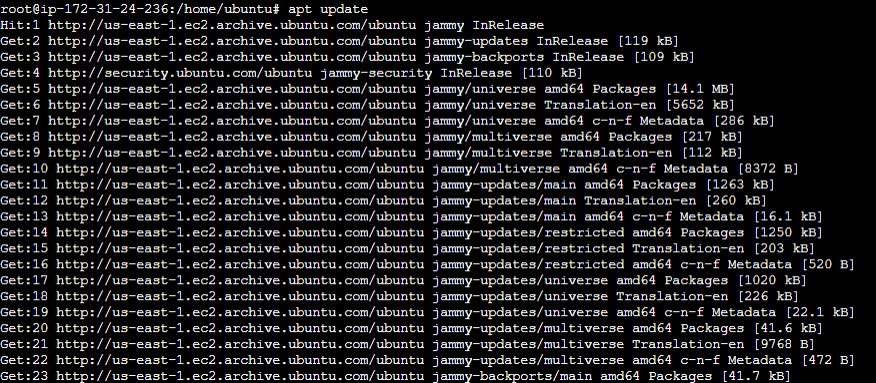 root@ip-172-31-24-236:/home/ubuntu# apt update
Hit:1 http://us-east-1.ec2.archive.ubuntu.com/ubuntu jammy InRelease
Get:2 http://us-east-1.ec2.archive.ubuntu.com/ubuntu jammy-updates InRelease [119 kB]
Get:3 http://us-east-1.ec2.archive.ubuntu.com/ubuntu jammy-backports InRelease [109 kB]
Get:4 http://security.ubuntu.com/ubuntu jammy-security InRelease [110 kB]
Get:5 http://us-east-1.ec2.archive.ubuntu.com/ubuntu jammy/universe amd64 Packages [14.1 MB]
Get:6 http://us-east-1.ec2.archive.ubuntu.com/ubuntu jammy/universe Translation-en [5652 kB]
Get:7 http://us-east-1.ec2.archive.ubuntu.com/ubuntu jammy/universe amd64 c-n-f Metadata [286 kB]
Get:8 http://us-east-1.ec2.archive.ubuntu.com/ubuntu jammy/multiverse amd64 Packages [217 kB]
Get:9 http://us-east-1.ec2.archive.ubuntu.com/ubuntu jammy/multiverse Translation-en [112 kB]
Get:10 http://us-east-1.ec2.archive.ubuntu.com/ubuntu jammy/multiverse amd64 c-n-f Metadata [8372 B]
Get:11 http://us-east-1.ec2.archive.ubuntu.com/ubuntu jammy-updates/main amd64 Packages [1263 kB]
Get:12 http://us-east-1.ec2.archive.ubuntu.com/ubuntu jammy-updates/main Translation-en [260 kB]
Get:13 http://us-east-1.ec2.archive.ubuntu.com/ubuntu jammy-updates/main amd64 c-n-f Metadata [16.1 kB]
Get:14 http://us-east-1.ec2.archive.ubuntu.com/ubuntu jammy-updates/restricted amd64 Packages [1250 kB]
Get:15 http://us-east-1.ec2.archive.ubuntu.com/ubuntu jammy-updates/restricted Translation-en [203 kB]
Get:16 http://us-east-1.ec2.archive.ubuntu.com/ubuntu jammy-updates/restricted amd64 c-n-f Metadata [520 B]
Get:17 http://us-east-1.ec2.archive.ubuntu.com/ubuntu jammy-updates/universe amd64 Packages [1020 kB]
Get:18 http://us-east-1.ec2.archive.ubuntu.com/ubuntu jammy-updates/universe Translation-en [226 kB]
Get:19 http://us-east-1.ec2.archive.ubuntu.com/ubuntu jammy-updates/universe amd64 c-n-f Metadata [22.1 kB]
Get:20 http://us-east-1.ec2.archive.ubuntu.com/ubuntu jammy-updates/multiverse amd64 Packages [41.6 kB]
Get:21 http://us-east-1.ec2.archive.ubuntu.com/ubuntu jammy-updates/multiverse Translation-en [9768 B]
Get:22 http://us-east-1.ec2.archive.ubuntu.com/ubuntu jammy-updates/multiverse amd64 c-n-f Metadata [472 B]
Get:23 http://us-east-1.ec2.archive.ubuntu.com/ubuntu jammy-backports/main amd64 Packages [41.7 kB]